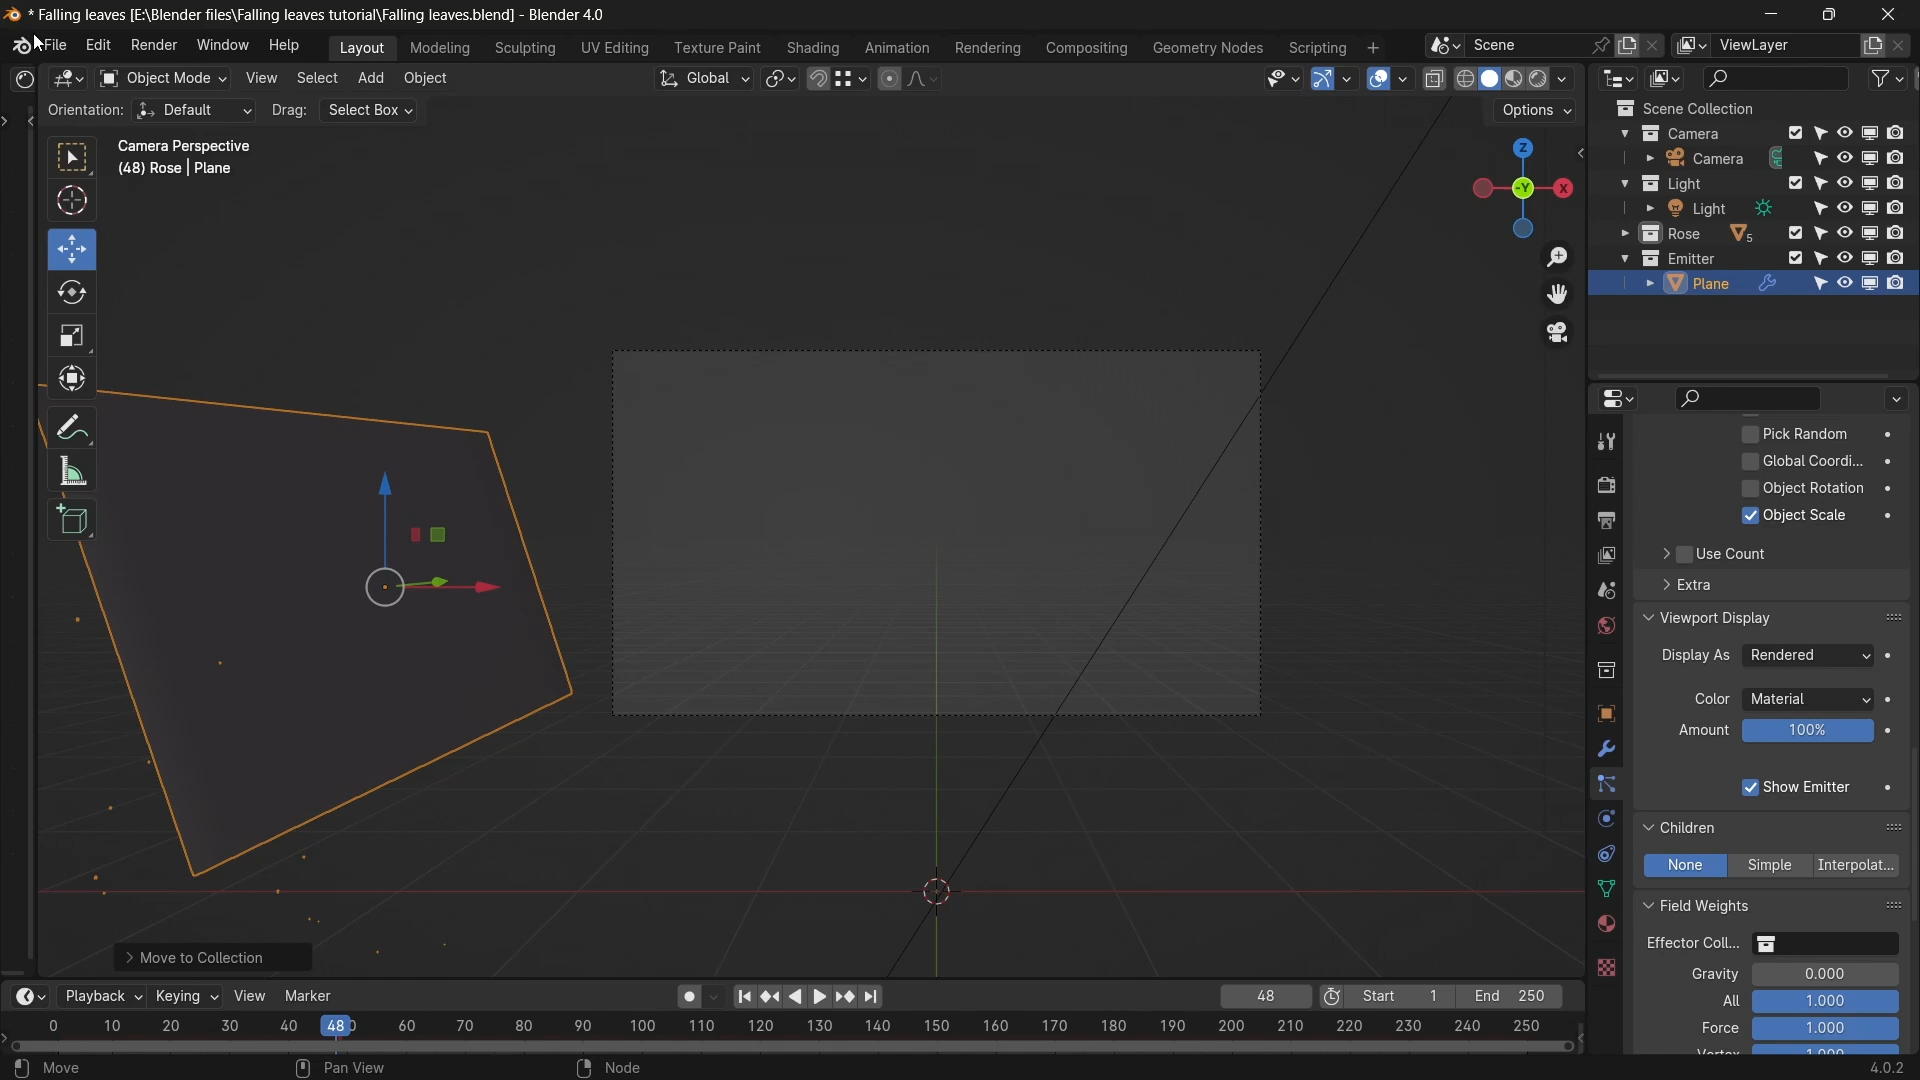 * Falling leaves [E:\Blender files\Falling leaves tutorial\Falling leaves.blend] - Blender 4.0
File Edit Render Window Help Layout Modeling Sculpting UV Editing Texture Paint Shading Animation Rendering Compositing Geometry Nodes Scripting + Scene ViewLayer
Object Mode View Select Add Object Global
Orientation: Default Drag: Select Box Options
Camera Perspective
(48) Rose | Plane
Z
-Y
X
Scene Collection
Camera
Camera
Light
Light
Rose 5
Emitter
Plane
Pick Random
Global Coordi...
Object Rotation
Object Scale
Use Count
Extra
Viewport Display
Display As Rendered
Color Material
Amount 100%
Show Emitter
Children
None Simple Interpolat...
Field Weights
Effector Coll...
Gravity 0.000
All 1.000
Force 1.000
Vortex 1.000
Move to Collection
Playback Keying View Marker 48 Start 1 End 250
0 10 20 30 40 48 60 70 80 90 100 110 120 130 140 150 160 170 180 190 200 210 220 230 240 250
Move Pan View Node 4.0.2